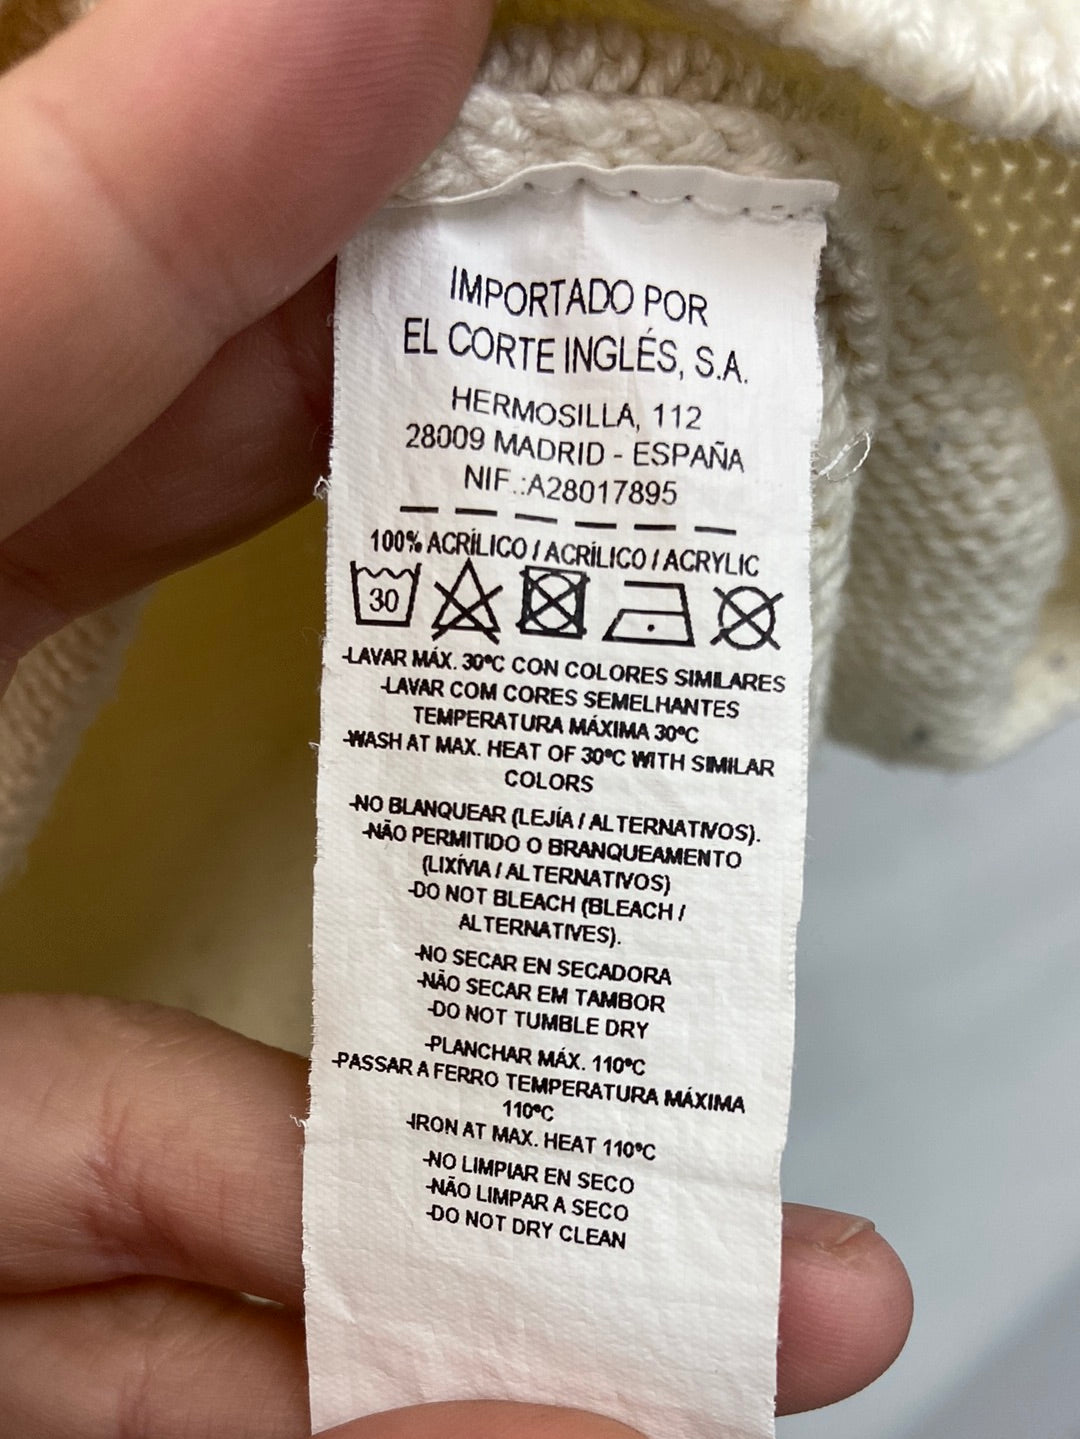 IMPORTADO POR
EL CORTE INGLÉS, S.A.
HERMOSILLA, 112
28009 MADRID - ESPAÑA
NIF.:A28017895
100% ACRÍLICO / ACRÍLICO / ACRYLIC
30
-LAVAR MÁX. 30ºC CON COLORES SIMILARES
-LAVAR COM CORES SEMELHANTES
TEMPERATURA MÁXIMA 30ºC
-WASH AT MAX. HEAT OF 30ºC WITH SIMILAR
COLORS
-NO BLANQUEAR (LEJÍA / ALTERNATIVOS).
-NÃO PERMITIDO O BRANQUEAMENTO
(LIXÍVIA / ALTERNATIVOS)
-DO NOT BLEACH (BLEACH /
ALTERNATIVES).
-NO SECAR EN SECADORA
-NÃO SECAR EM TAMBOR
-DO NOT TUMBLE DRY
-PLANCHAR MÁX. 110ºC
-PASSAR A FERRO TEMPERATURA MÁXIMA
110ºC
-IRON AT MAX. HEAT 110ºC
-NO LIMPIAR EN SECO
-NÃO LIMPAR A SECO
-DO NOT DRY CLEAN